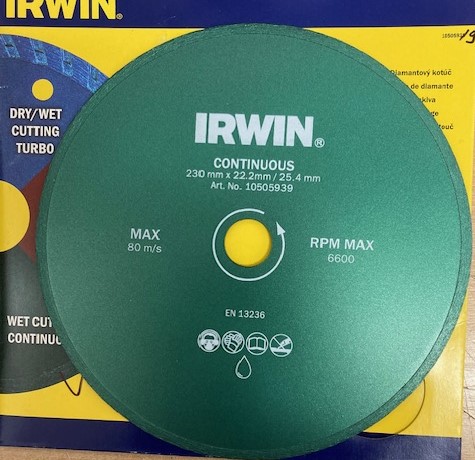 IRWIN.
DRY/WET
CUTTING
TURBO
WET CUT
CONTINUO
IRWIN®
CONTINUOUS
230 mm x 22.2mm / 25.4 mm
Art. No. 10505939
MAX
80 m/s
RPM MAX
6600
EN 13236
Diamantový kotúč
de diamante